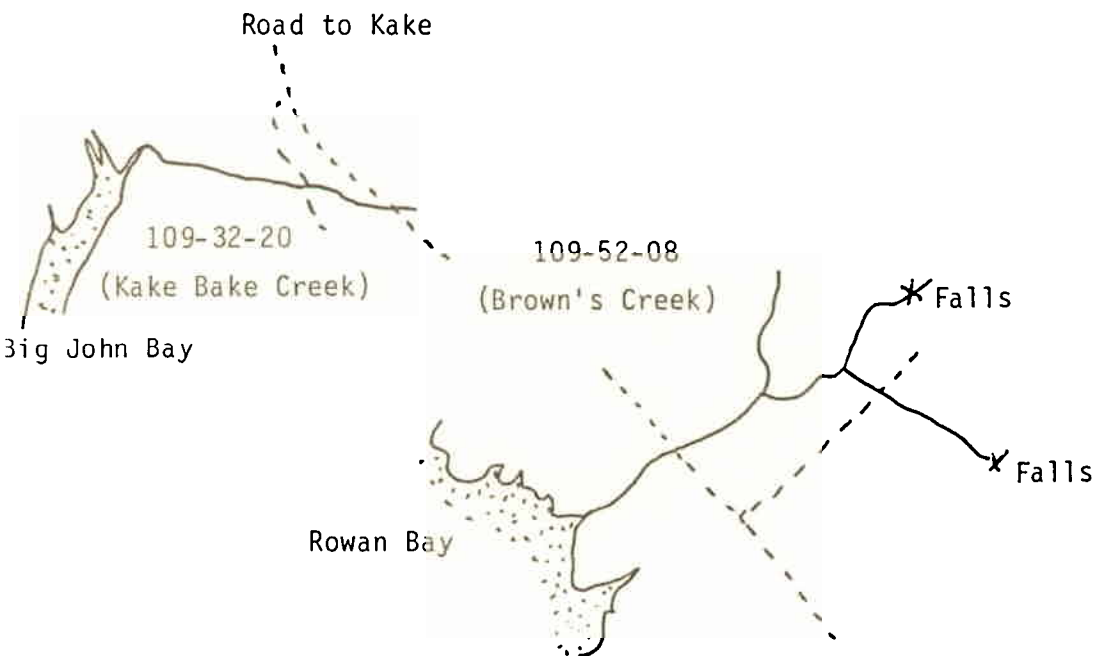 Road to Kake
109-32-20
(Kake Bake Creek)
Big John Bay
109-52-08
(Brown's Creek)
Falls
Falls
Rowan Bay